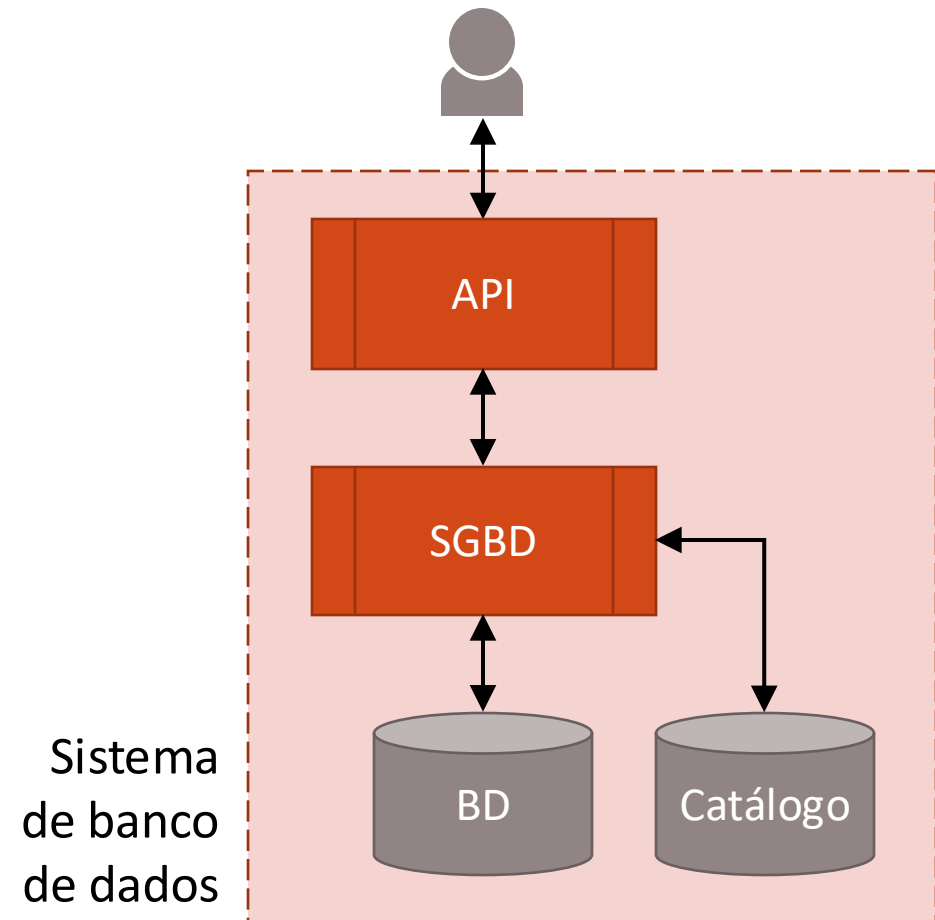 API
SGBD
BD
Catálogo
Sistema
de banco
de dados